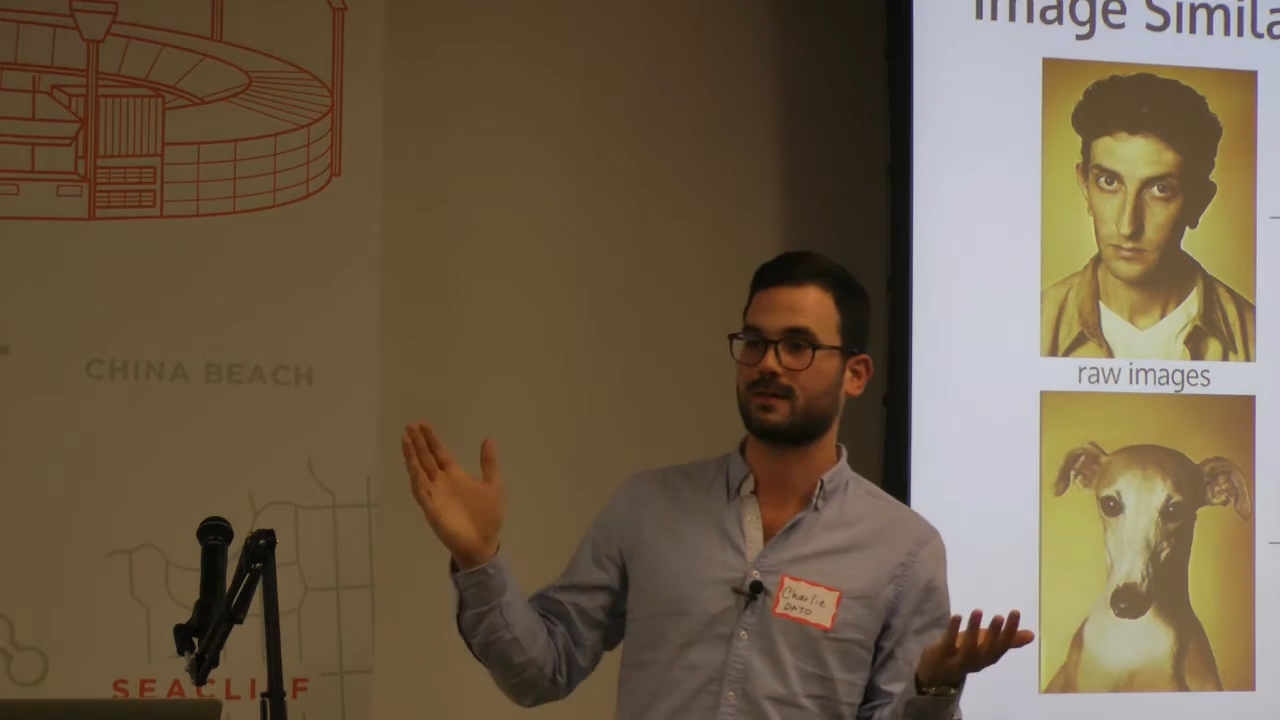 Image Simila
CHINA BEACH
raw images
Charlie
DATO
SEACLIFF